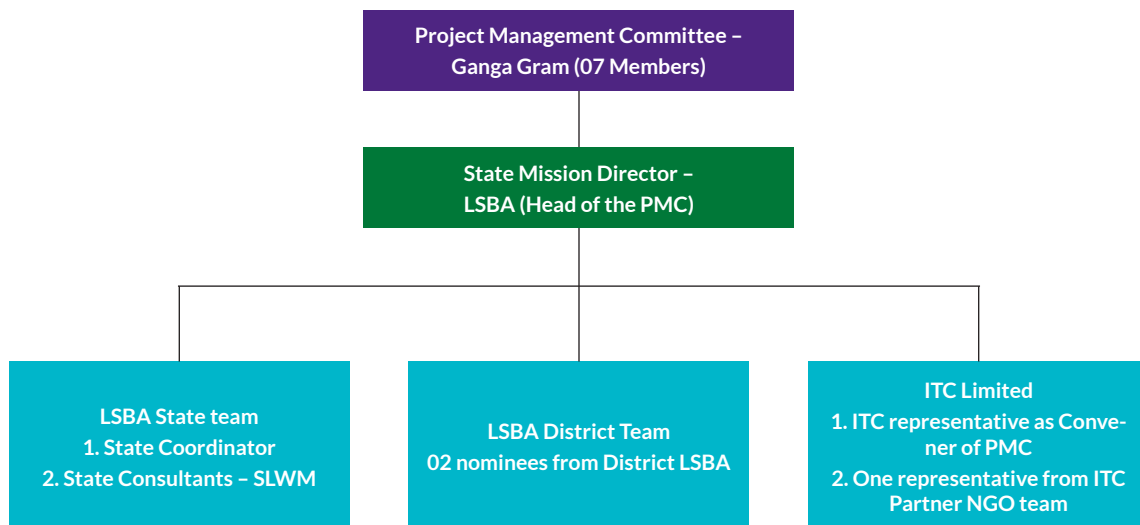 Project Management Committee –
Ganga Gram (07 Members)
State Mission Director –
LSBA (Head of the PMC)
LSBA State team
1. State Coordinator
2. State Consultants – SLWM
LSBA District Team
02 nominees from District LSBA
ITC Limited
1. ITC representative as Conve-
ner of PMC
2. One representative from ITC
Partner NGO team